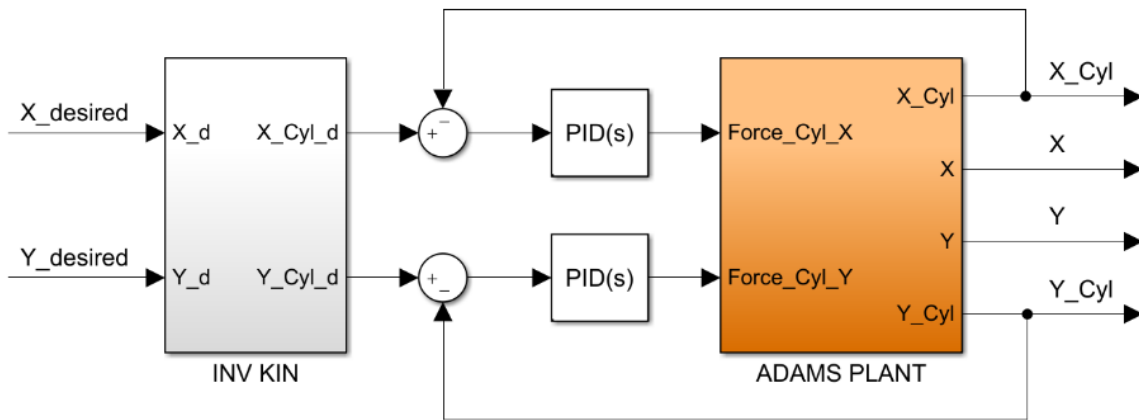 X_desired
X_d
X_Cyl_d
+
−
PID(s)
Force_Cyl_X
X_Cyl
X_Cyl
X
X
Y_desired
Y_d
Y_Cyl_d
+
−
PID(s)
Force_Cyl_Y
Y
Y
Y_Cyl
Y_Cyl
INV KIN
ADAMS PLANT